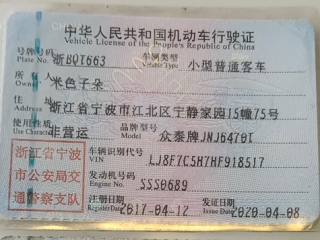 中华人民共和国机动车行驶证
Vehicle License of the People's Republic of China
号牌号码 浙BQT663 车辆类型 小型普通客车
Plate No. Vehicle Type
所有人 米色子朵
Owner
住址 浙江省宁波市江北区宁静家园15幢75号
Address
使用性质 非营运 品牌型号 众泰牌JNJ6470I
Use Character Model
浙江省宁波市公安局交通警察支队
车辆识别代号 LJ8F7C5H7HF918517
VIN
发动机号码 SSS0689
Engine No.
注册日期 2017-04-12 发证日期 2020-04-08
Register Date Issue Date